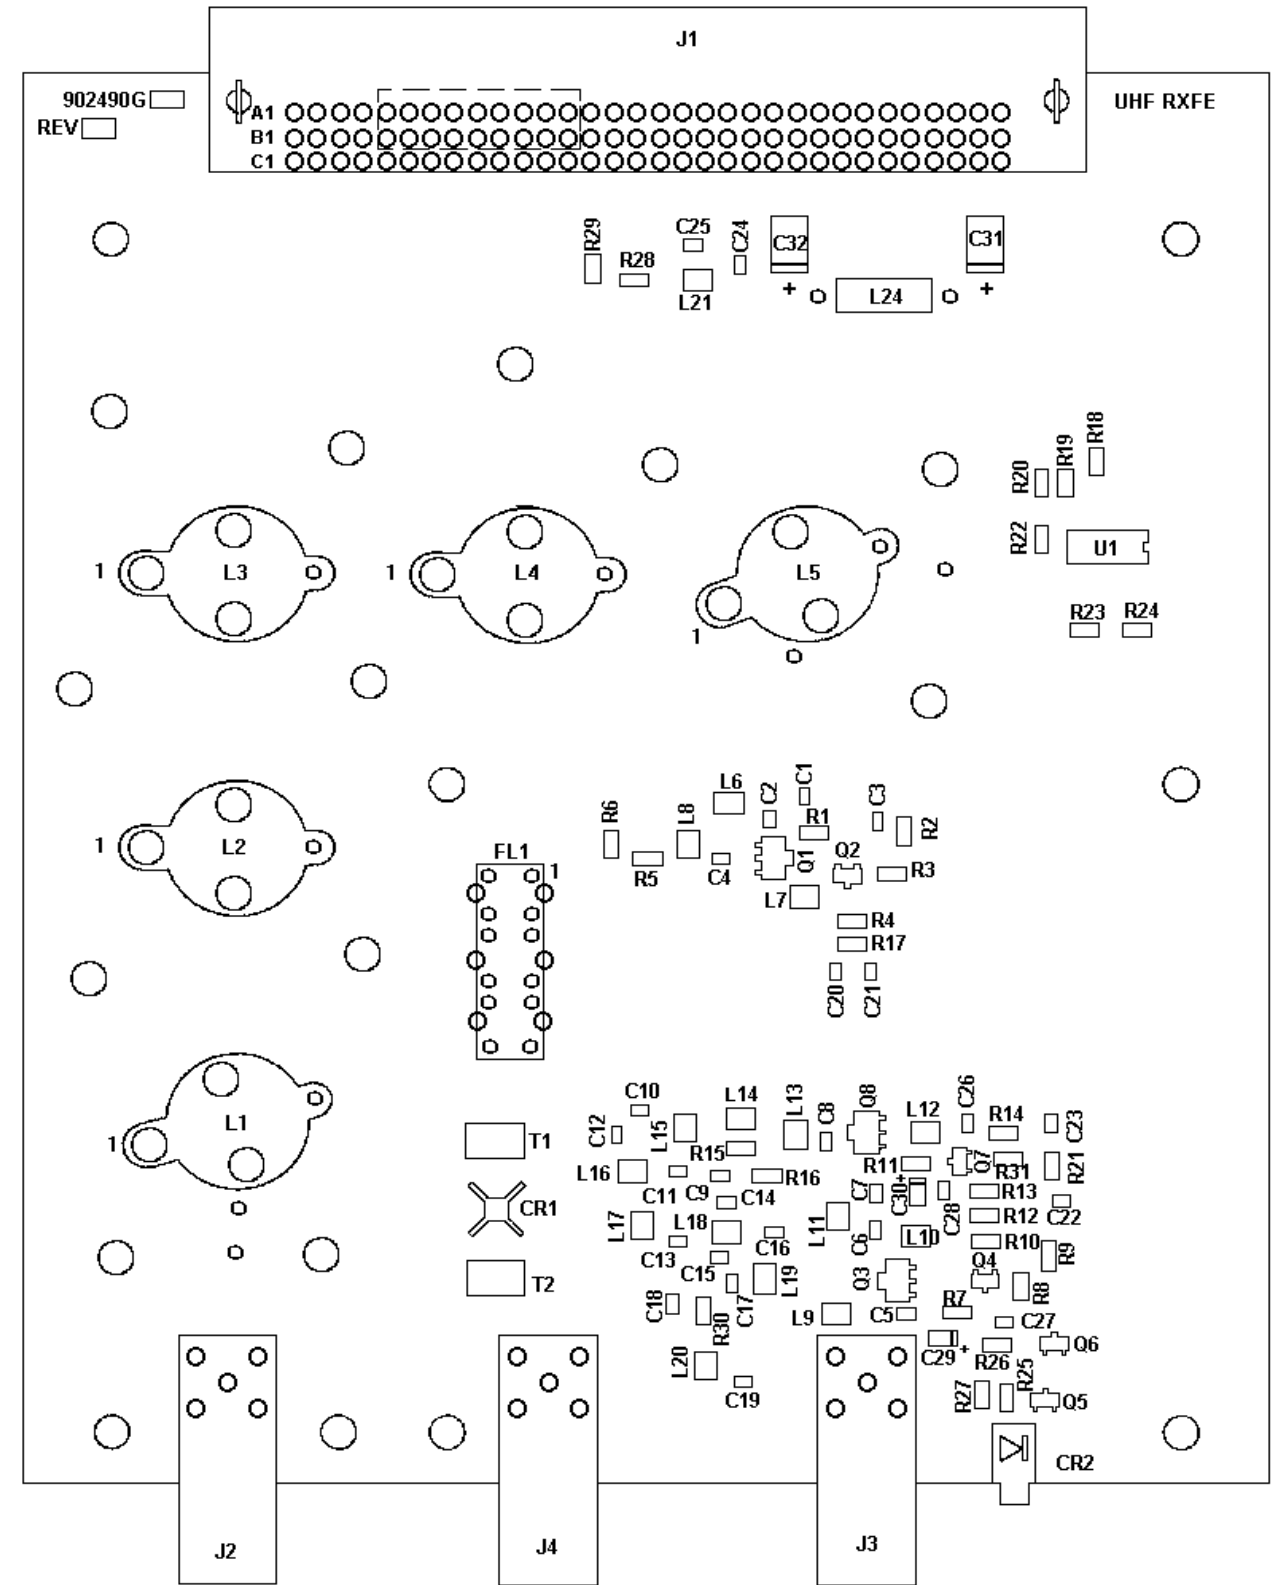 J1
902490G
UHF RXFE
REV
A1
B1
C1
R29
C25
C24
C32
C31
R28
L21
+
L24
+
R18
R20
R19
R22
U1
1
L3
1
L4
L5
1
R23
R24
L6
C1
C2
C3
R6
L8
R1
R2
1
L2
FL1
1
R5
C4
Q1
Q2
R3
L7
R4
R17
C20
C21
C10
L14
L13
C8
Q8
L12
C26
R14
C23
1
L1
T1
C12
L15
R15
R11
Q7
R31
R21
L16
C11
C9
R16
C7
+
C30
C28
R13
C22
CR1
C14
R12
L17
L18
C16
L11
C6
L10
R10
R9
C13
C15
Q3
Q4
T2
C18
R30
C17
L19
L9
C5
R7
R8
C27
C29
+
R26
Q6
L20
C19
R27
R25
Q5
CR2
J2
J4
J3